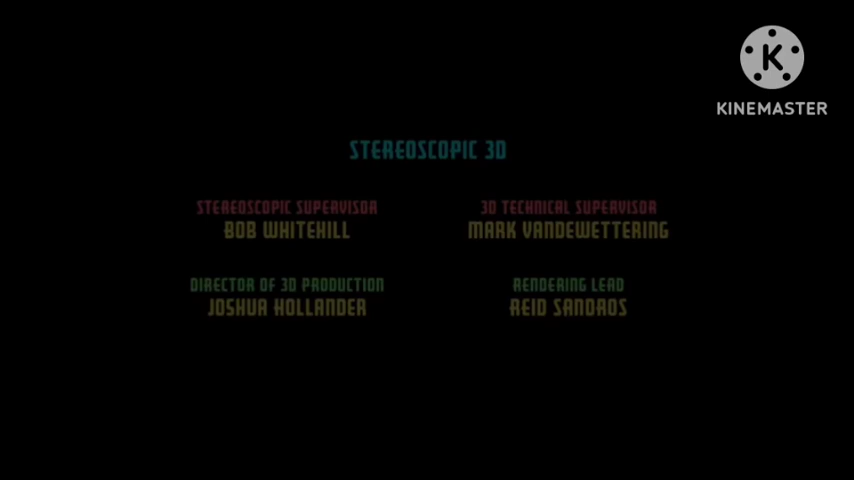 K
KINEMASTER
STEREOSCOPIC 3D
STEREOSCOPIC SUPERVISOR
BOB WHITEHILL
3D TECHNICAL SUPERVISOR
MARK VANDEWETTERING
DIRECTOR OF 3D PRODUCTION
JOSHUA HOLLANDER
RENDERING LEAD
REID SANDROS